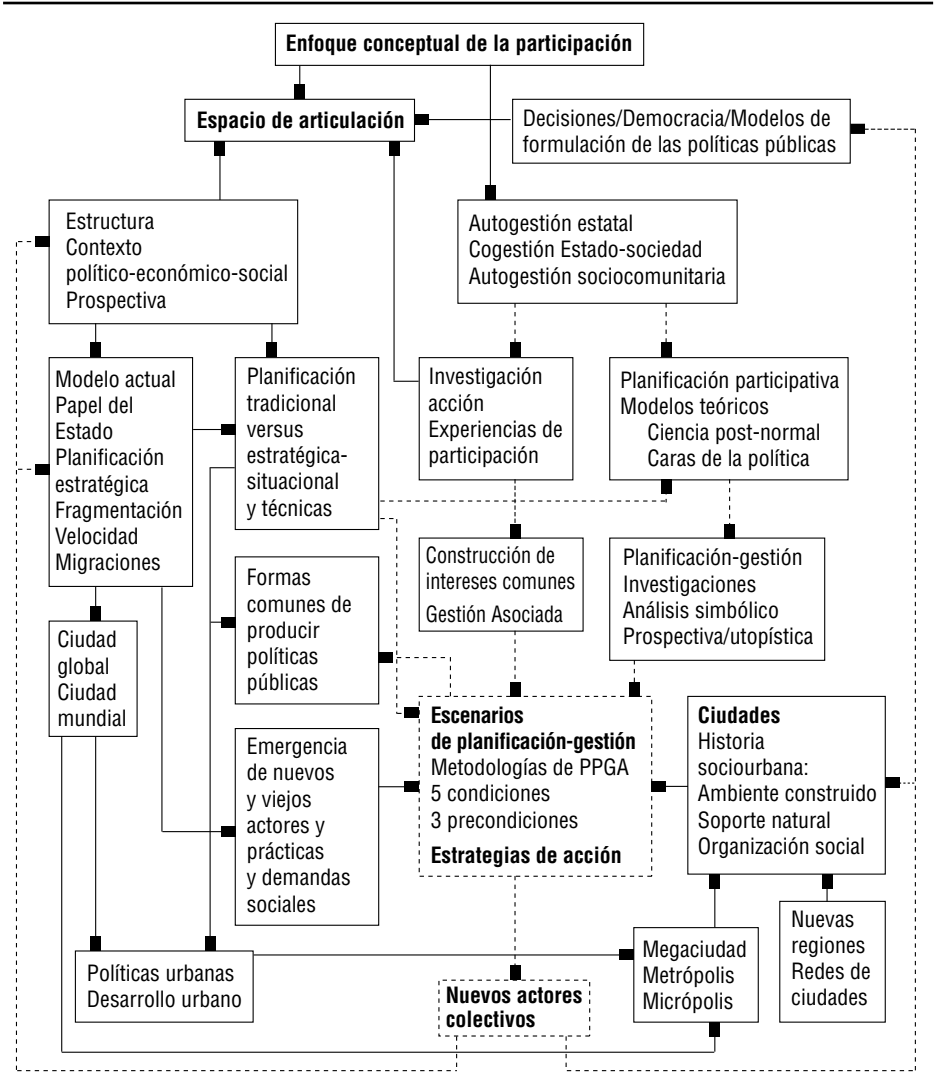 Enfoque conceptual de la participación
Espacio de articulación
Decisiones/Democracia/Modelos de
formulación de las políticas públicas
Estructura
Contexto
político-económico-social
Prospectiva
Autogestión estatal
Cogestión Estado-sociedad
Autogestión sociocomunitaria
Modelo actual
Papel del
Estado
Planificación
estratégica
Fragmentación
Velocidad
Migraciones
Planificación
tradicional
versus
estratégica-
situacional
y técnicas
Investigación
acción
Experiencias de
participación
Planificación participativa
Modelos teóricos
Ciencia post-normal
Caras de la política
Formas
comunes de
producir
políticas
públicas
Construcción de
intereses comunes
Gestión Asociada
Planificación-gestión
Investigaciones
Análisis simbólico
Prospectiva/utopística
Ciudad
global
Ciudad
mundial
Emergencia
de nuevos
y viejos
actores y
prácticas
y demandas
sociales
Escenarios
de planificación-gestión
Metodologías de PPGA
5 condiciones
3 precondiciones
Estrategias de acción
Ciudades
Historia
sociourbana:
Ambiente construido
Soporte natural
Organización social
Políticas urbanas
Desarrollo urbano
Nuevos actores
colectivos
Megaciudad
Metrópolis
Micrópolis
Nuevas
regiones
Redes de
ciudades